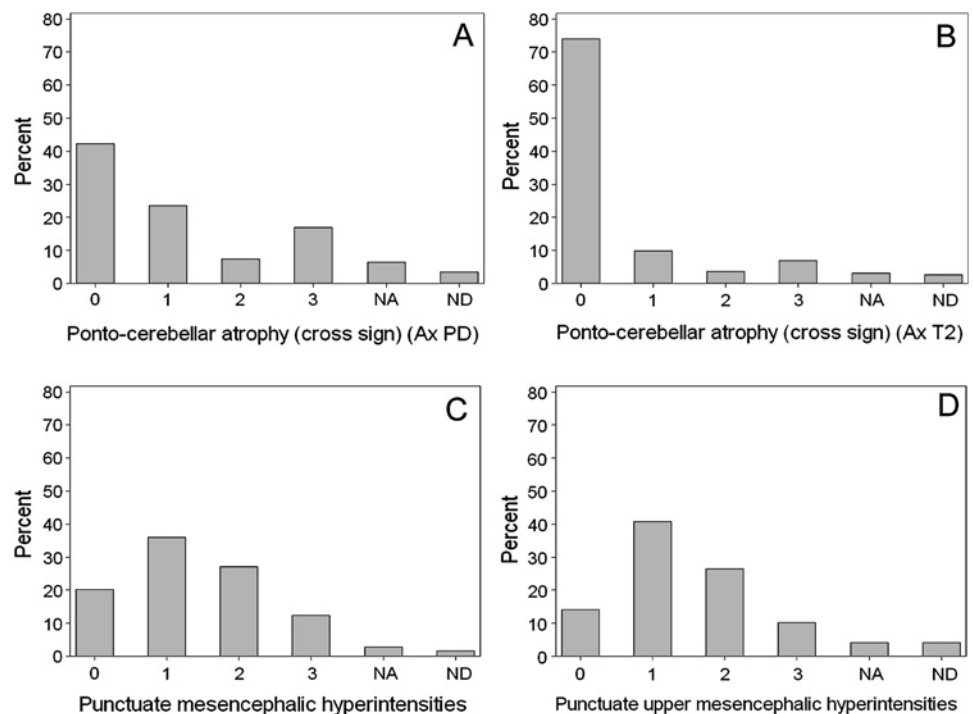 A
80
70
60
50
40
30
20
10
0
Percent
0 1 2 3 NA ND
Ponto-cerebellar atrophy (cross sign) (Ax PD)
B
80
70
60
50
40
30
20
10
0
Percent
0 1 2 3 NA ND
Ponto-cerebellar atrophy (cross sign) (Ax T2)
C
80
70
60
50
40
30
20
10
0
Percent
0 1 2 3 NA ND
Punctuate mesencephalic hyperintensities
D
80
70
60
50
40
30
20
10
0
Percent
0 1 2 3 NA ND
Punctuate upper mesencephalic hyperintensities